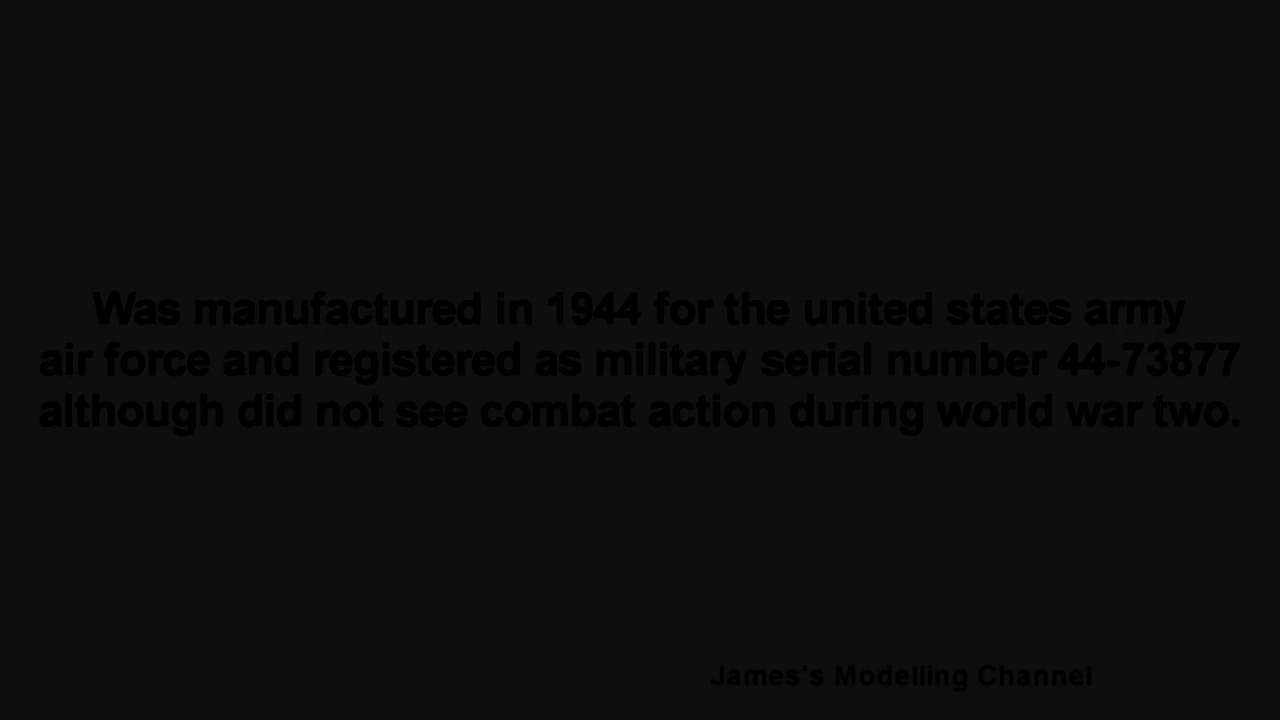 Was manufactured in 1944 for the united states army
air force and registered as military serial number 44-73877
although did not see combat action during world war two.
James's Modelling Channel